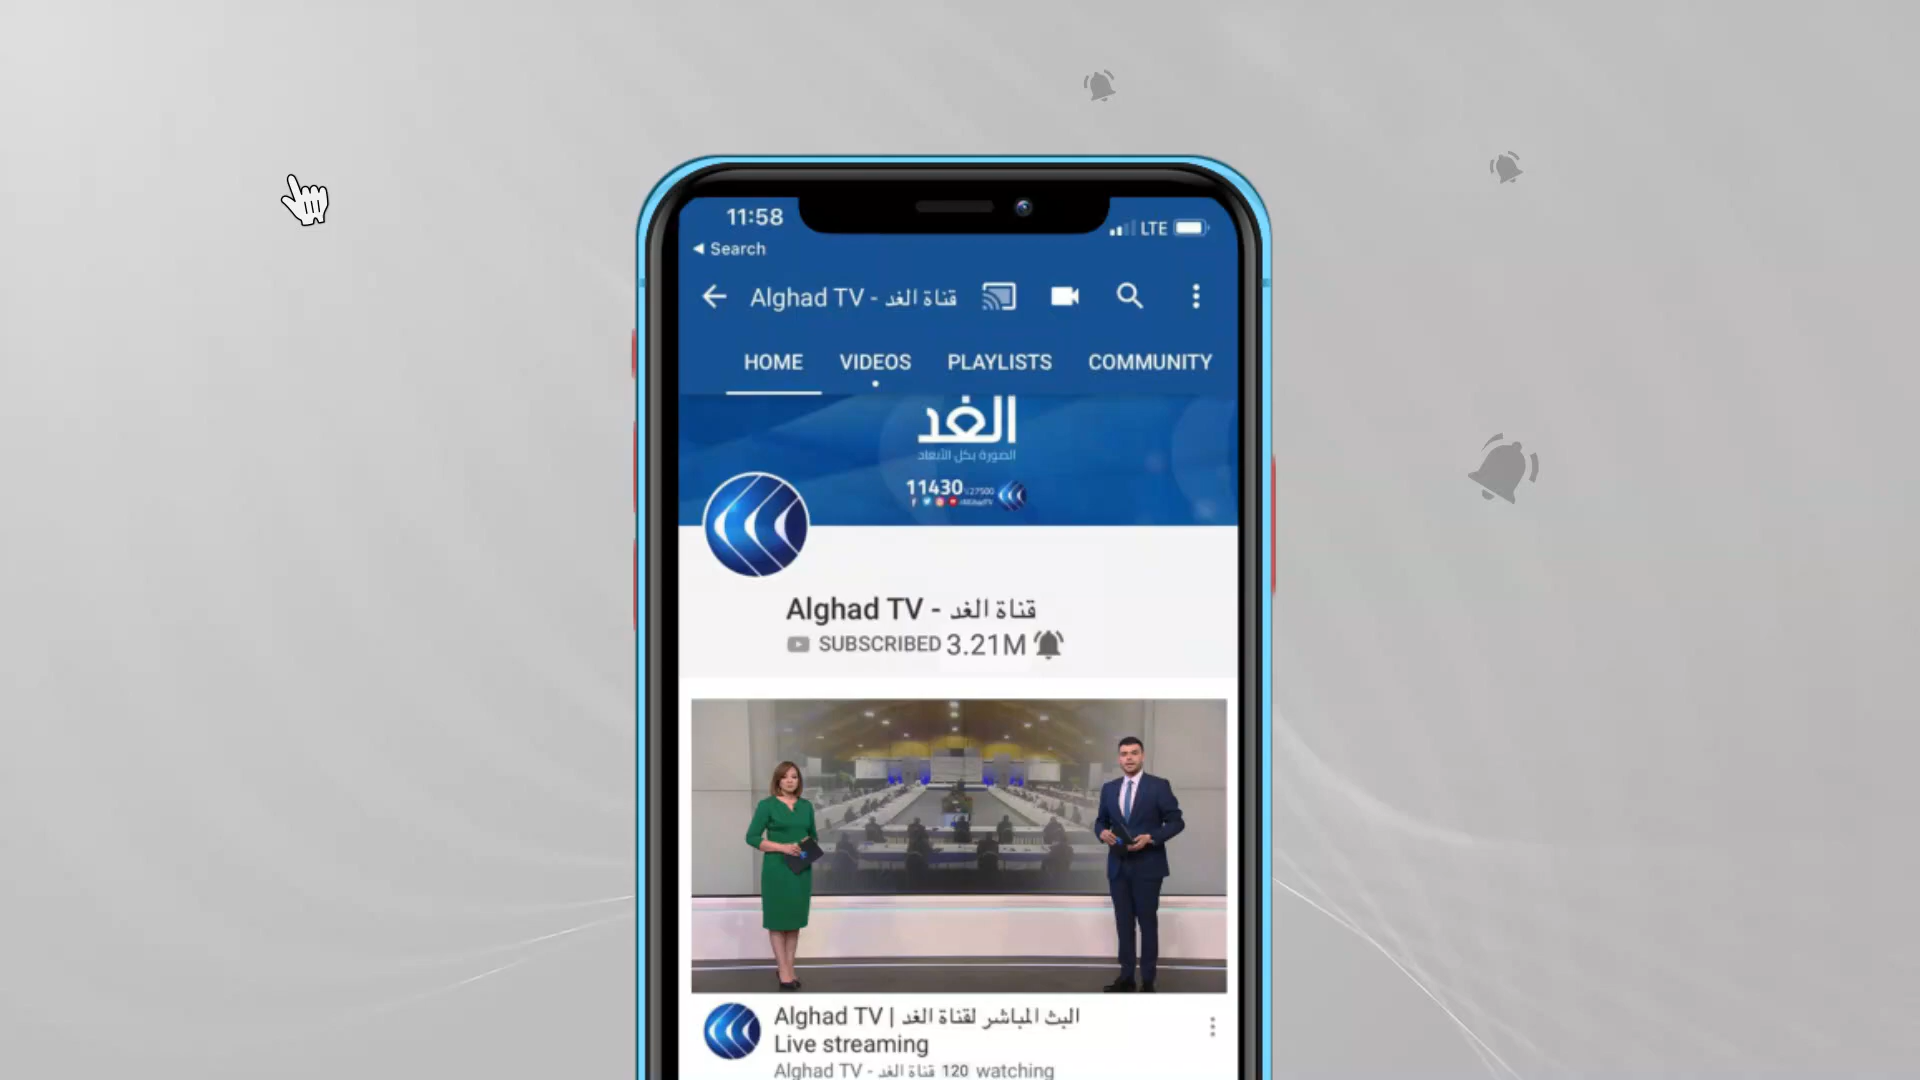 11:58
LTE
Search
Alghad TV - قناة الغد
HOME VIDEOS PLAYLISTS COMMUNITY
الغد
الصورة بكل الأبعاد
11430
27500
Alghad TV - قناة الغد
SUBSCRIBED 3.21M
Alghad TV | البث المباشر لقناة الغد
Live streaming
Alghad TV - قناة الغد 120 watching